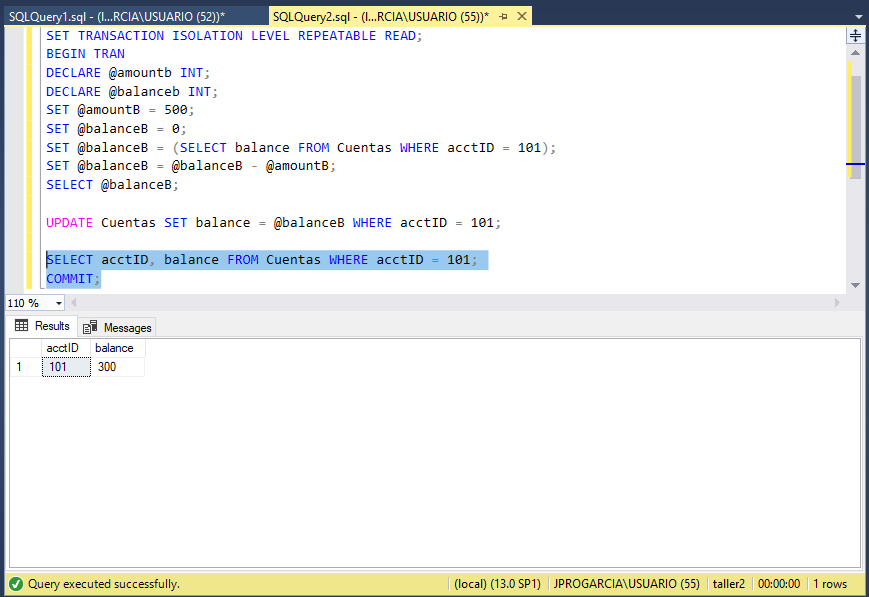 SQLQuery1.sql - (l...RCIA\USUARIO (52))*
SQLQuery2.sql - (l...RCIA\USUARIO (55))*
SET TRANSACTION ISOLATION LEVEL REPEATABLE READ;
BEGIN TRAN
DECLARE @amountb INT;
DECLARE @balanceb INT;
SET @amountB = 500;
SET @balanceB = 0;
SET @balanceB = (SELECT balance FROM Cuentas WHERE acctID = 101);
SET @balanceB = @balanceB - @amountB;
SELECT @balanceB;
UPDATE Cuentas SET balance = @balanceB WHERE acctID = 101;
SELECT acctID, balance FROM Cuentas WHERE acctID = 101;
COMMIT;
110 %
Results Messages
acctID balance
1 101 300
Query executed successfully. (local) (13.0 SP1) JPROGARCIA\USUARIO (55) taller2 00:00:00 1 rows